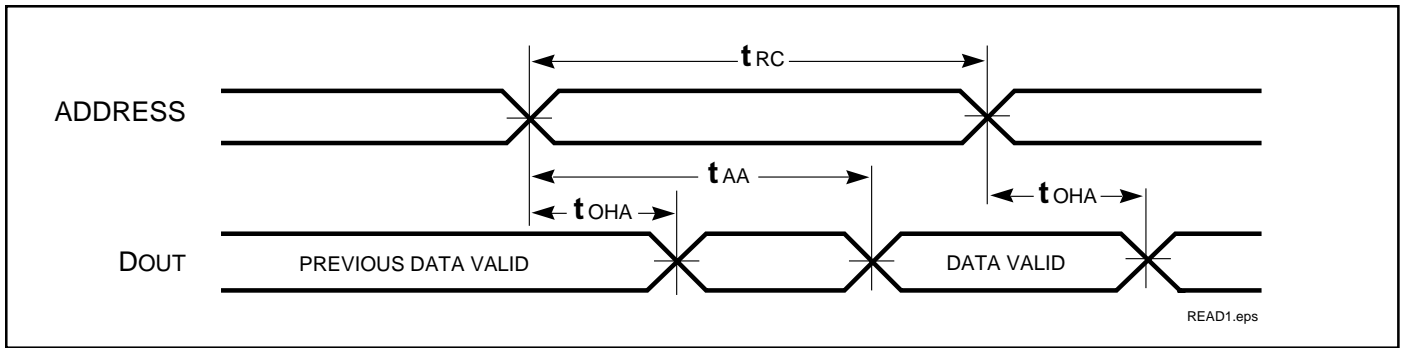 tRC
ADDRESS
tAA
tOHA
tOHA
DOUT
PREVIOUS DATA VALID
DATA VALID
READ1.eps